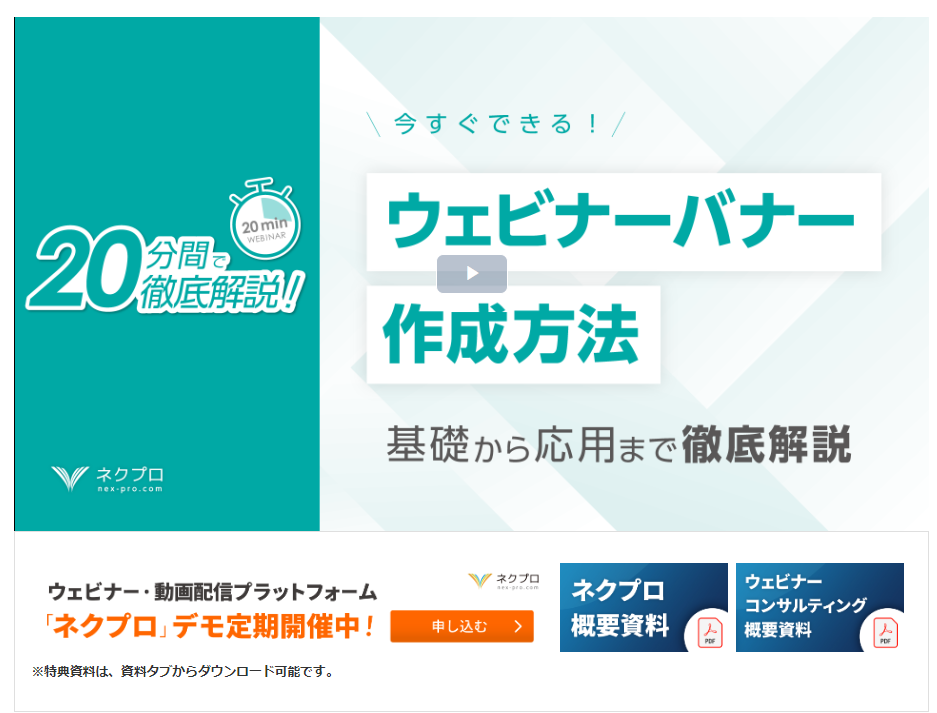 今すぐできる！
20 min
WEBINAR
20分間で
徹底解説！
ウェビナーバナー
作成方法
基礎から応用まで徹底解説
ネクプロ
nex-pro.com
ウェビナー・動画配信プラットフォーム
「ネクプロ」デモ定期開催中！
ネクプロ
nex-pro.com
申し込む
ネクプロ
概要資料
PDF
ウェビナー
コンサルティング
概要資料
PDF
※特典資料は、資料タブからダウンロード可能です。